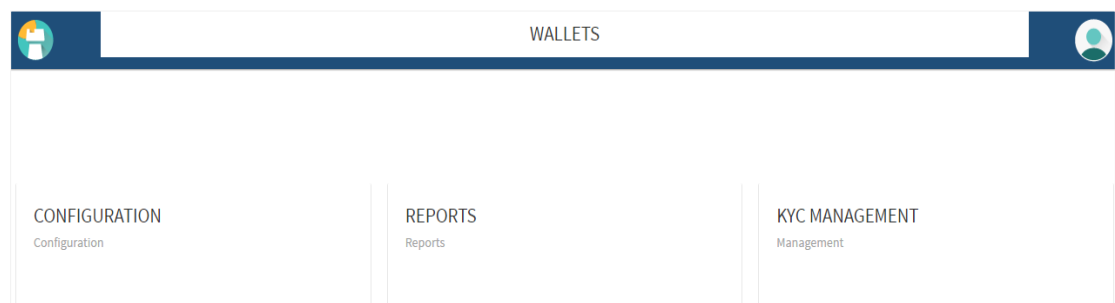 WALLETS
CONFIGURATION
Configuration
REPORTS
Reports
KYC MANAGEMENT
Management